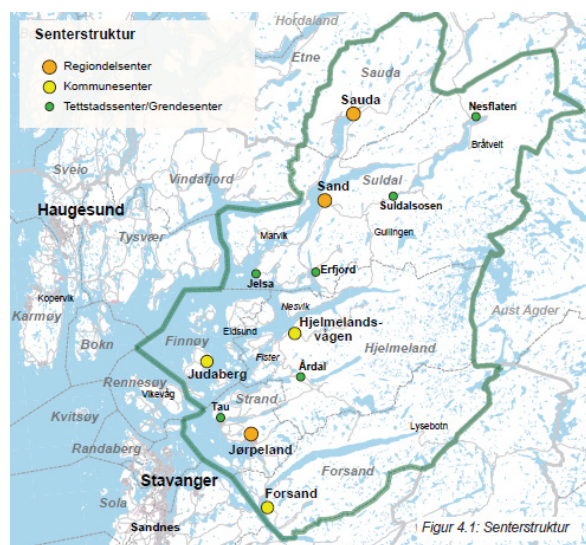 Senterstruktur
Regiondelsenter
Kommunesenter
Tettstadssenter/Grendesenter
Hordaland
Etne
Sauda
Sauda
Nesflaten
Bråtveit
Sveio
Vindafjord
Suldal
Sand
Suldalsosen
Haugesund
Tysvær
Marvik
Gullingen
Jelsa
Erfjord
Kopervik
Karmøy
Nesvik
Aust Agder
Bokn
Finnøy
Eidsund
Hjelmelands-
vågen
Fister
Hjelmeland
Judaberg
Årdal
Rennesøy
Vikevåg
Strand
Kvitsøy
Tau
Lysebotn
Randaberg
Jørpeland
Forsand
Stavanger
Sola
Forsand
Sandnes
Figur 4.1: Senterstruktur